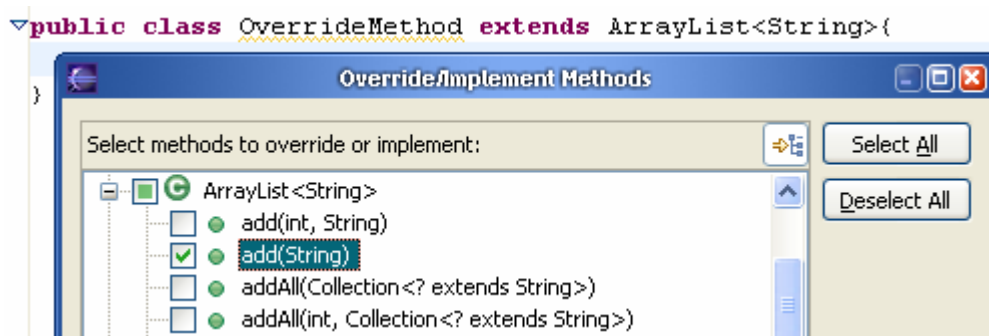 public class OverrideMethod extends ArrayList<String>{
}
Override/Implement Methods
Select methods to override or implement:
Select All
ArrayList<String>
Deselect All
add(int, String)
add(String)
addAll(Collection<? extends String>)
addAll(int, Collection<? extends String>)